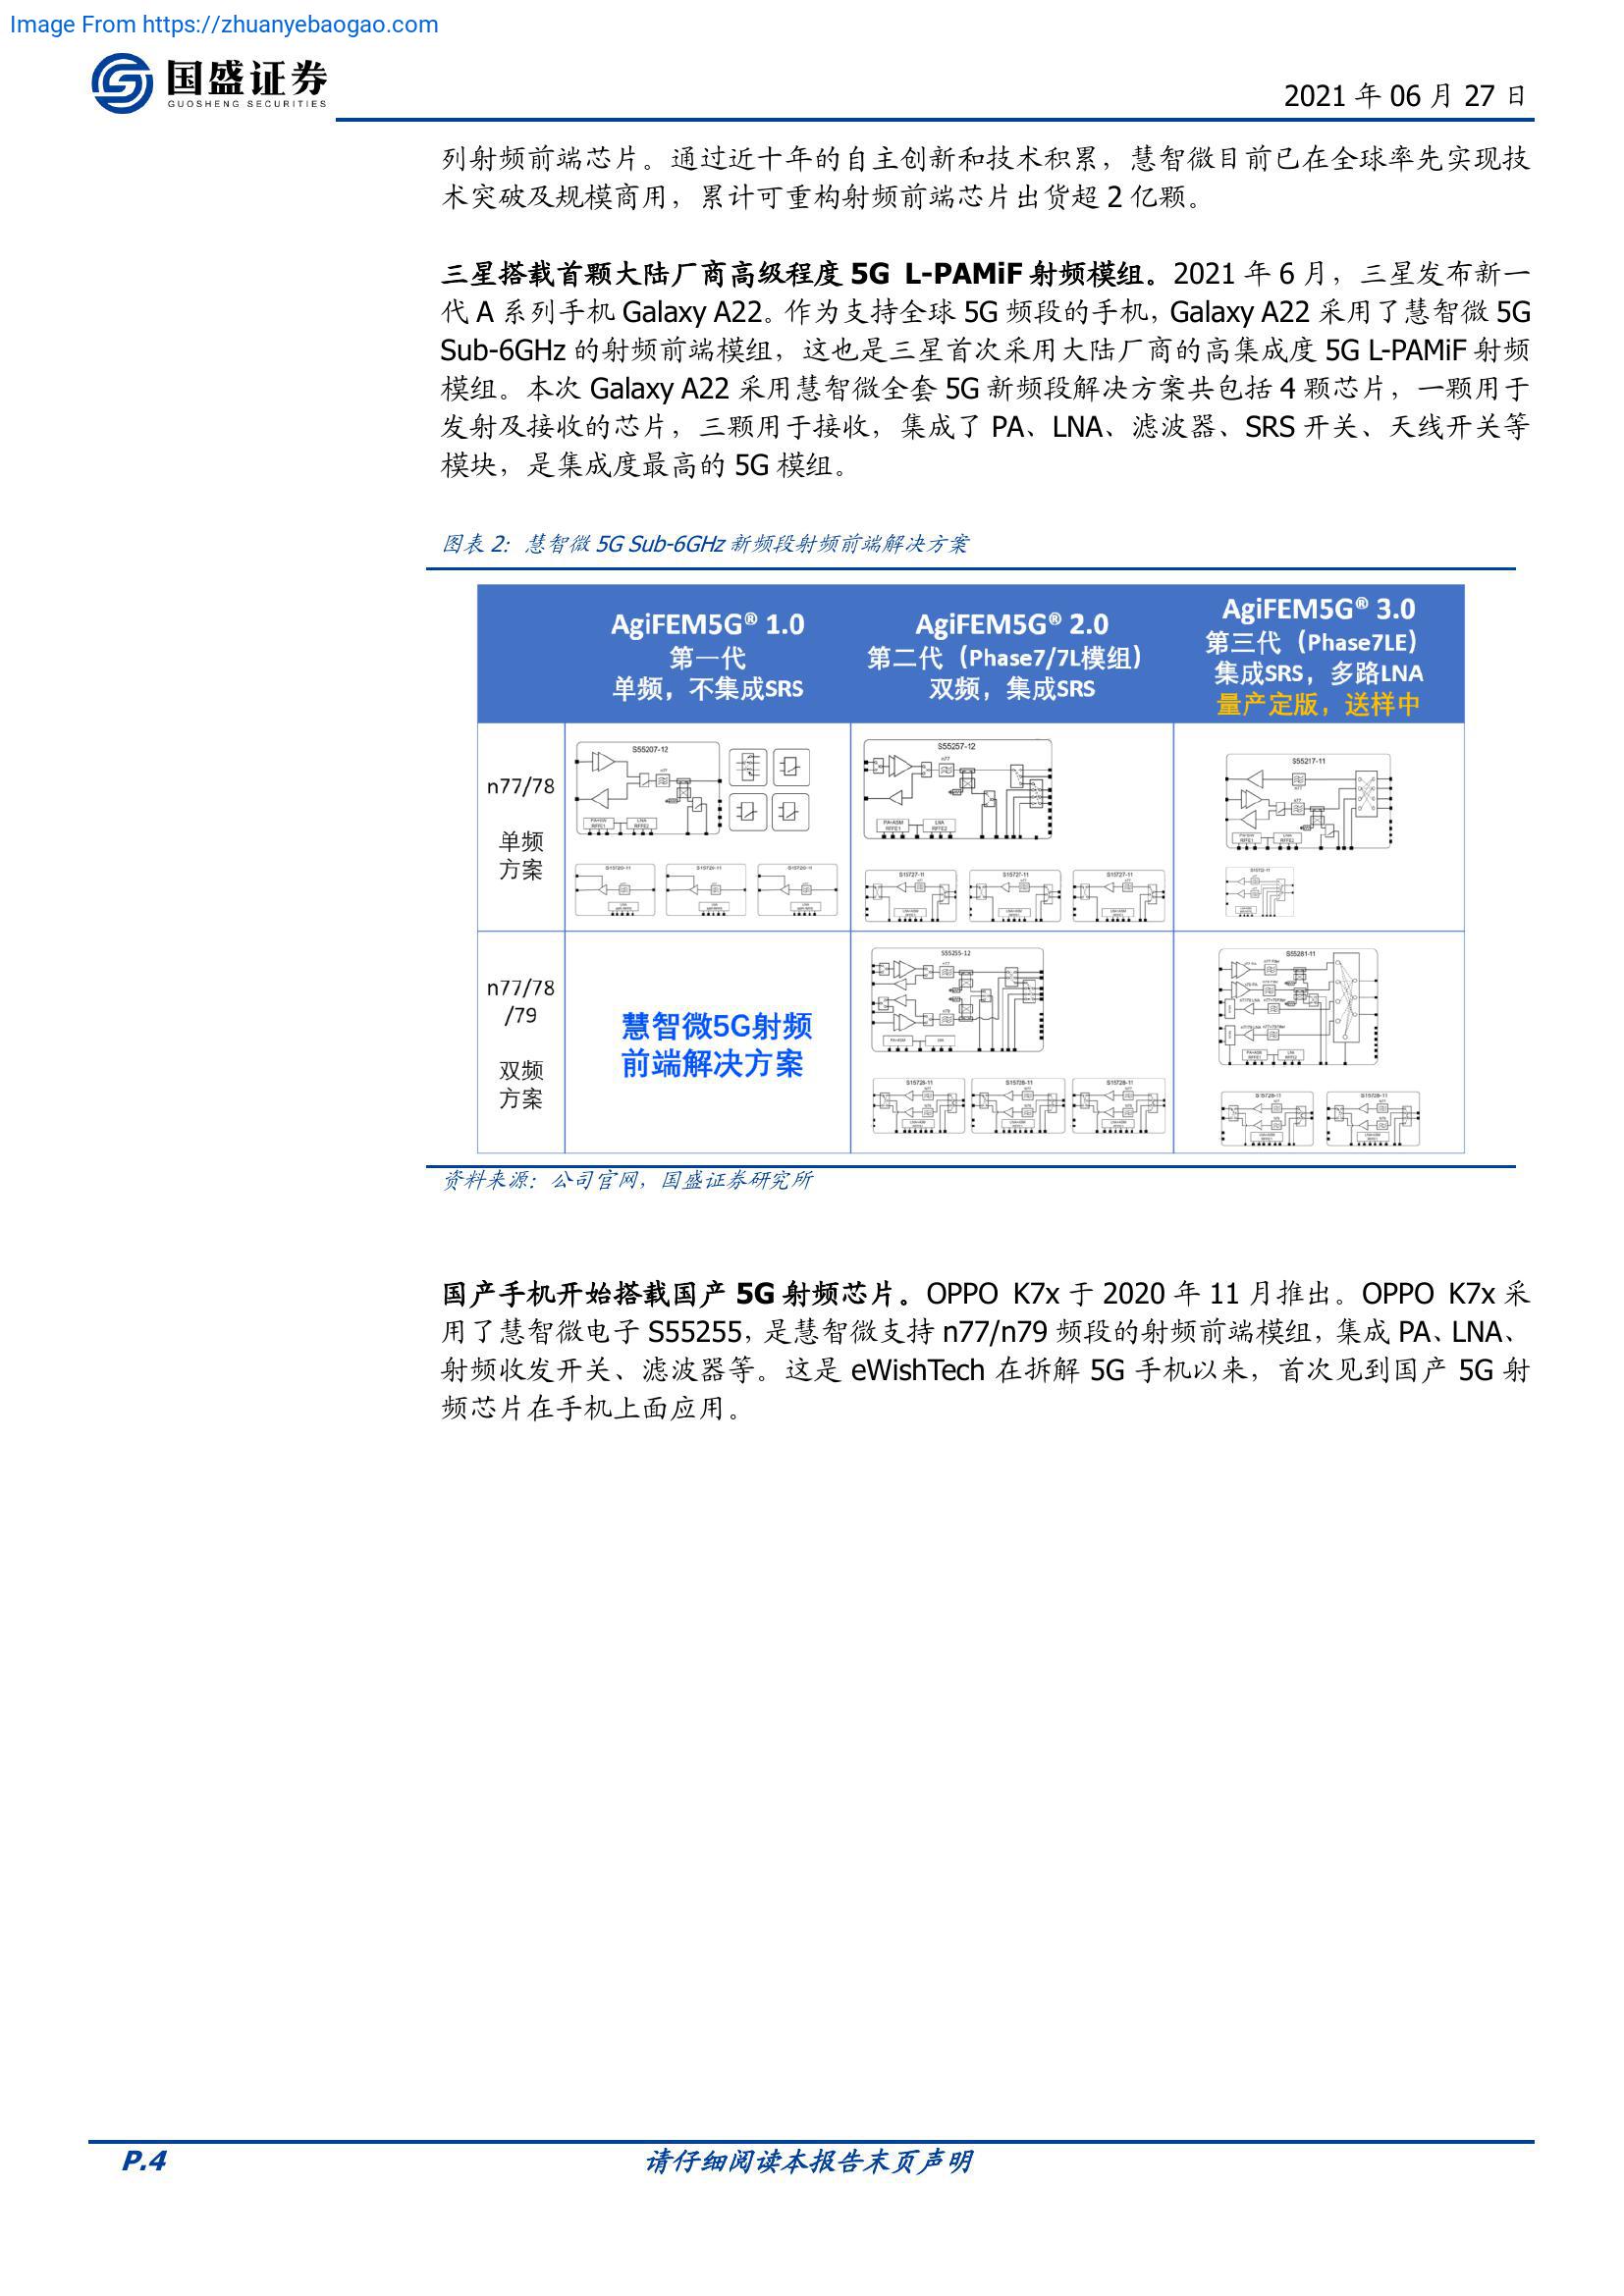 Image From https://zhuanyebaogao.com
国盛证券
GUOSHENG SECURITIES
2021 年 06 月 27 日
列射频前端芯片。通过近十年的自主创新和技术积累，慧智微目前已在全球率先实现技
术突破及规模商用，累计可重构射频前端芯片出货超 2 亿颗。
三星搭载首颗大陆厂商高级程度 5G L-PAMiF 射频模组。2021 年 6 月，三星发布新一
代 A 系列手机 Galaxy A22。作为支持全球 5G 频段的手机，Galaxy A22 采用了慧智微 5G
Sub-6GHz 的射频前端模组，这也是三星首次采用大陆厂商的高集成度 5G L-PAMiF 射频
模组。本次 Galaxy A22 采用慧智微全套 5G 新频段解决方案共包括 4 颗芯片，一颗用于
发射及接收的芯片，三颗用于接收，集成了 PA、LNA、滤波器、SRS 开关、天线开关等
模块，是集成度最高的 5G 模组。
图表 2：慧智微 5G Sub-6GHz 新频段射频前端解决方案
AgiFEM5G® 1.0
第一代
单频，不集成SRS
AgiFEM5G® 2.0
第二代（Phase7/7L模组）
双频，集成SRS
AgiFEM5G® 3.0
第三代（Phase7LE）
集成SRS，多路LNA
量产定版，送样中
n77/78
单频
方案
S55207-12
S55257-12
S15727-11
S15727-11
S15727-11
S55217-11
n77/78
/79
双频
方案
慧智微5G射频
前端解决方案
S55255-12
S15728-11
S15728-11
S15728-11
S55281-11
S15728-11
S15728-11
资料来源：公司官网，国盛证券研究所
国产手机开始搭载国产 5G 射频芯片。OPPO K7x 于 2020 年 11 月推出。OPPO K7x 采
用了慧智微电子 S55255，是慧智微支持 n77/n79 频段的射频前端模组，集成 PA、LNA、
射频收发开关、滤波器等。这是 eWishTech 在拆解 5G 手机以来，首次见到国产 5G 射
频芯片在手机上面应用。
P.4
请仔细阅读本报告末页声明